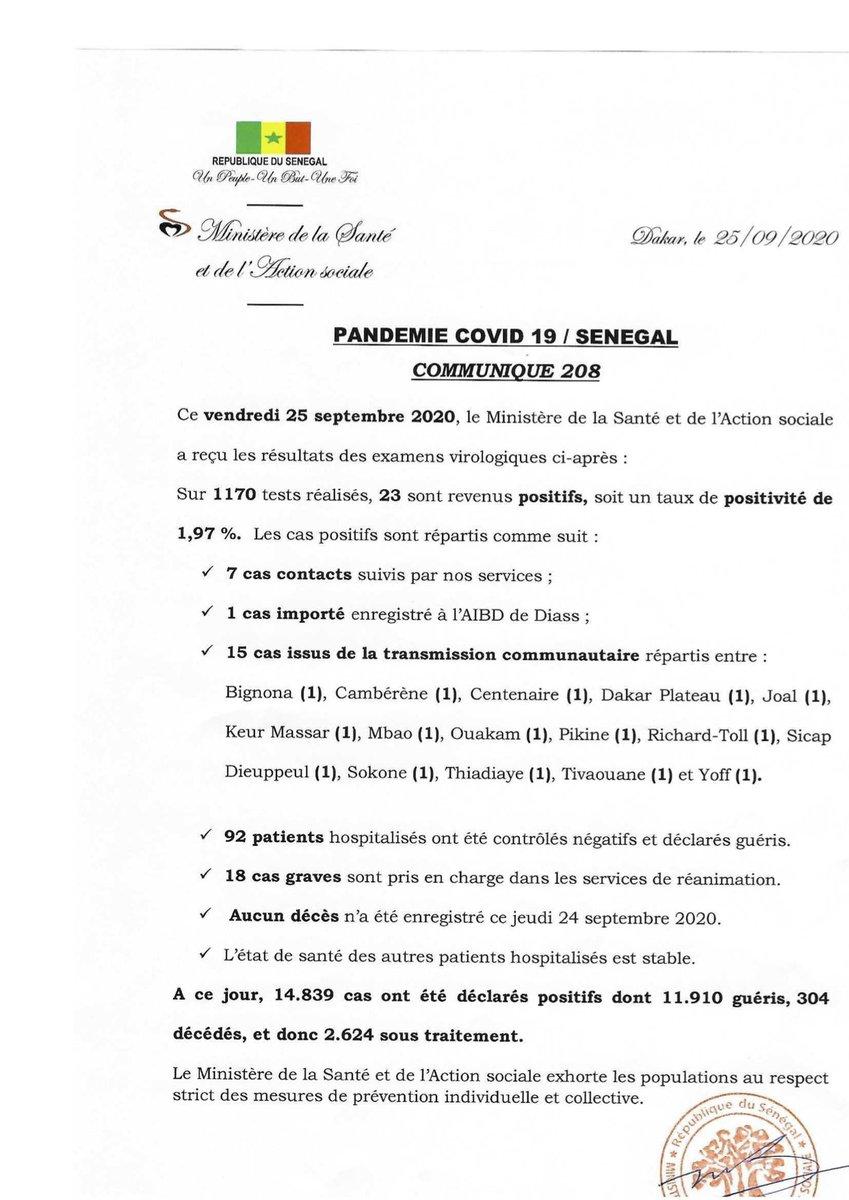 REPUBLIQUE DU SENEGAL
Un Peuple-Un But-Une Foi
Ministère de la Santé
et de l'Action sociale
Dakar, le 25/09/2020
PANDEMIE COVID 19 / SENEGAL
COMMUNIQUE 208
Ce vendredi 25 septembre 2020, le Ministère de la Santé et de l'Action sociale
a reçu les résultats des examens virologiques ci-après :
Sur 1170 tests réalisés, 23 sont revenus positifs, soit un taux de positivité de
1,97 %. Les cas positifs sont répartis comme suit :
✓ 7 cas contacts suivis par nos services ;
✓ 1 cas importé enregistré à l'AIBD de Diass ;
✓ 15 cas issus de la transmission communautaire répartis entre :
Bignona (1), Cambérène (1), Centenaire (1), Dakar Plateau (1), Joal (1),
Keur Massar (1), Mbao (1), Ouakam (1), Pikine (1), Richard-Toll (1), Sicap
Dieuppeul (1), Sokone (1), Thiadiaye (1), Tivaouane (1) et Yoff (1).
✓ 92 patients hospitalisés ont été contrôlés négatifs et déclarés guéris.
✓ 18 cas graves sont pris en charge dans les services de réanimation.
✓ Aucun décès n'a été enregistré ce jeudi 24 septembre 2020.
✓ L'état de santé des autres patients hospitalisés est stable.
A ce jour, 14.839 cas ont été déclarés positifs dont 11.910 guéris, 304
décédés, et donc 2.624 sous traitement.
Le Ministère de la Santé et de l'Action sociale exhorte les populations au respect
strict des mesures de prévention individuelle et collective.
République du Sénégal